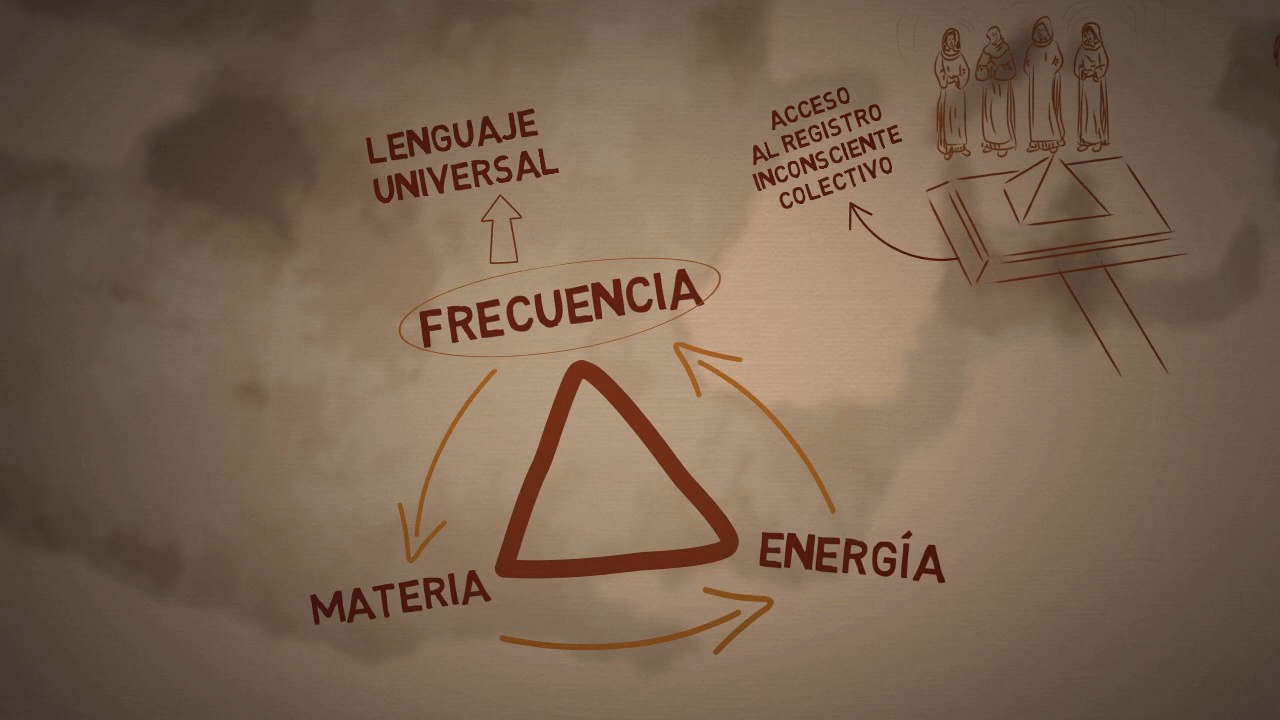 LENGUAJE
UNIVERSAL
ACCESO
AL REGISTRO
INCONSCIENTE
COLECTIVO
FRECUENCIA
MATERIA
ENERGÍA